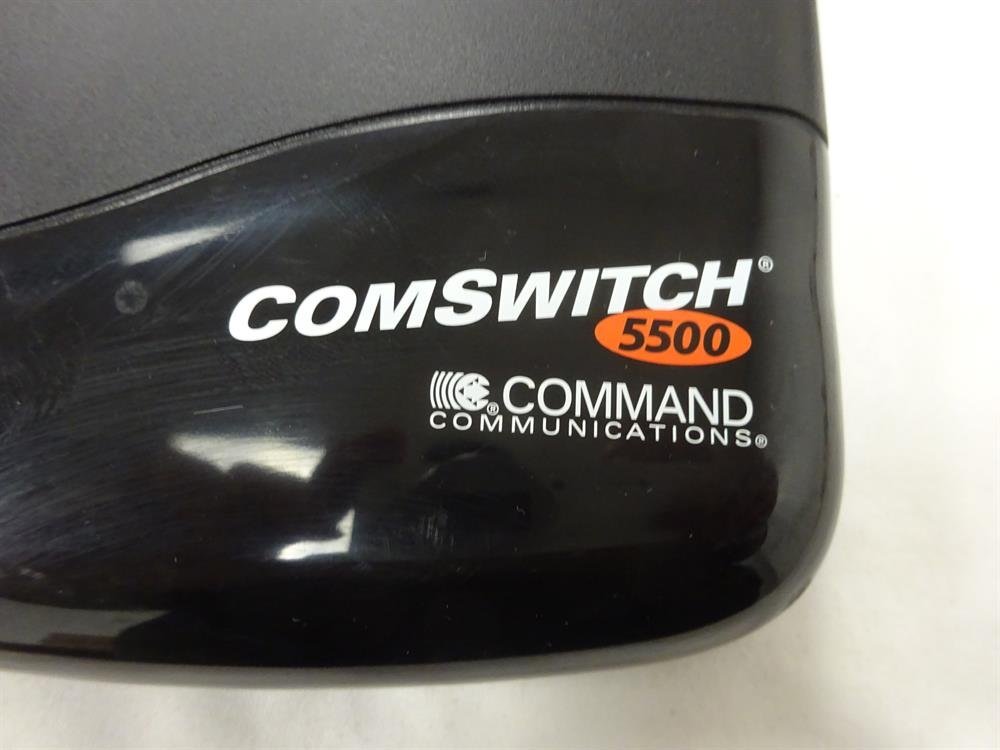 COMSWITCH®
5500
® COMMAND
COMMUNICATIONS®